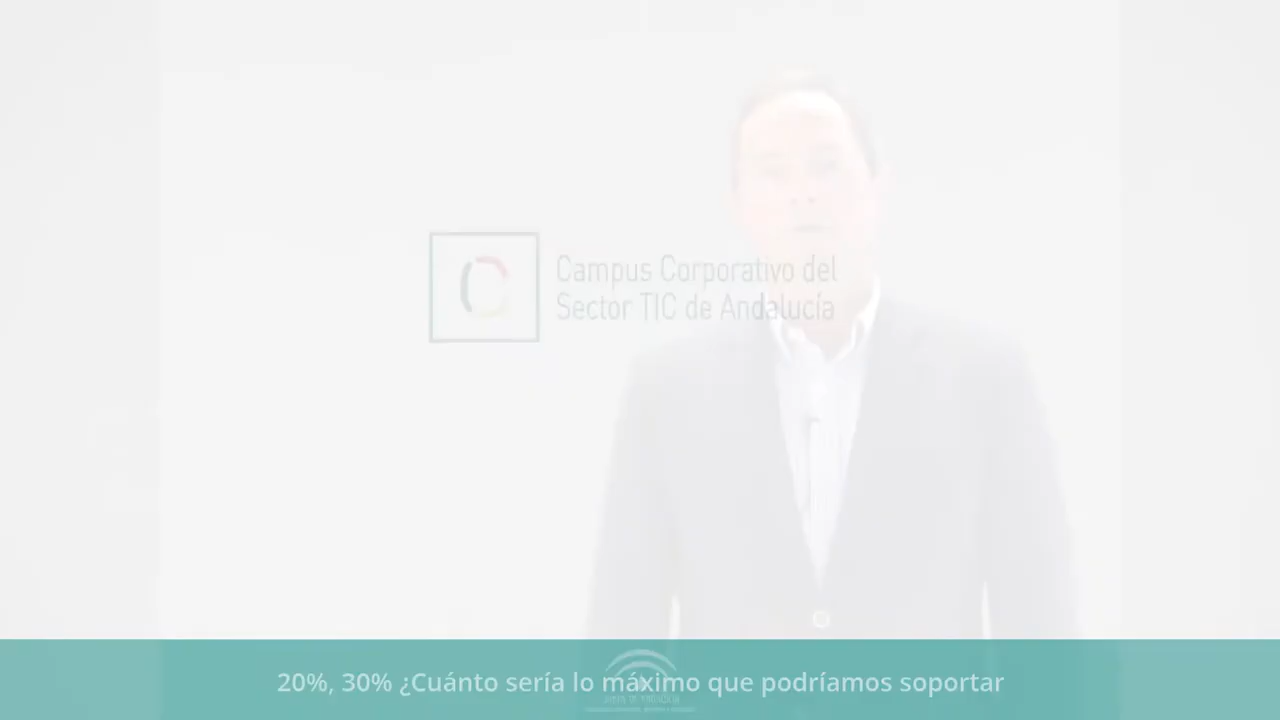 Campus Corporativo del
Sector TIC de Andalucía
20%, 30% ¿Cuánto sería lo máximo que podríamos soportar